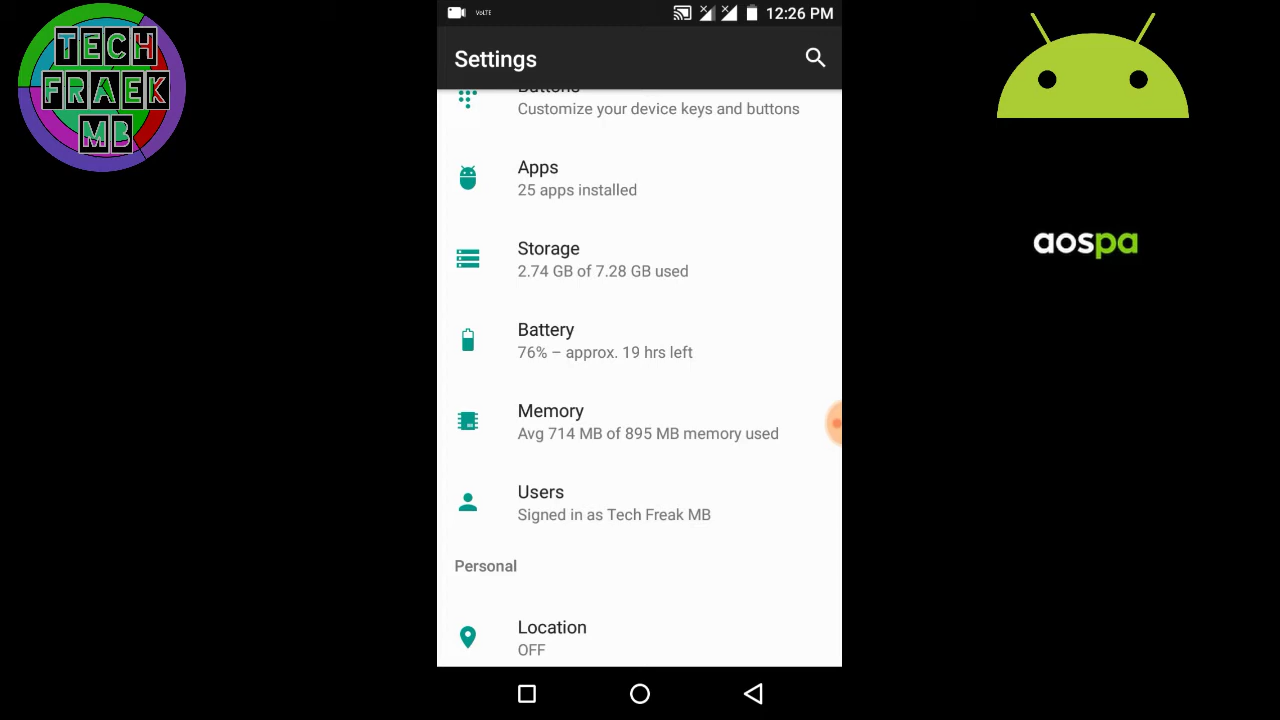 TECH
FRAEK
MB
VoLTE
12:26 PM
Settings
Buttons
Customize your device keys and buttons
Apps
25 apps installed
Storage
2.74 GB of 7.28 GB used
Battery
76% – approx. 19 hrs left
Memory
Avg 714 MB of 895 MB memory used
Users
Signed in as Tech Freak MB
Personal
Location
OFF
aospa